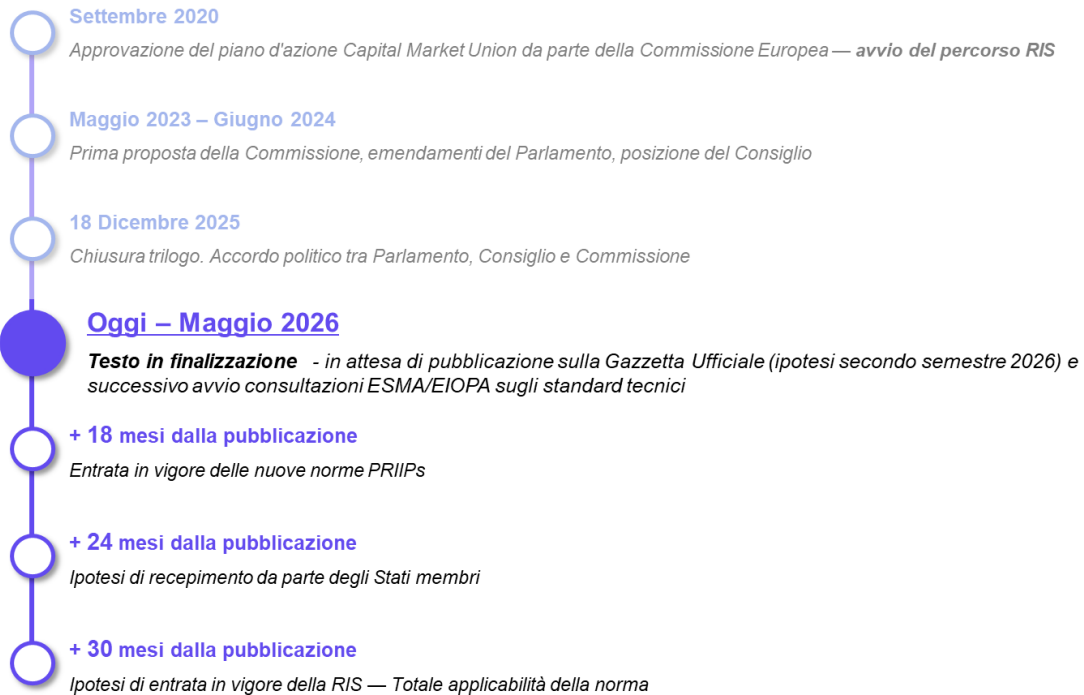 Settembre 2020
Approvazione del piano d'azione Capital Market Union da parte della Commissione Europea — avvio del percorso RIS
Maggio 2023 – Giugno 2024
Prima proposta della Commissione, emendamenti del Parlamento, posizione del Consiglio
18 Dicembre 2025
Chiusura trilogo. Accordo politico tra Parlamento, Consiglio e Commissione
Oggi – Maggio 2026
Testo in finalizzazione - in attesa di pubblicazione sulla Gazzetta Ufficiale (ipotesi secondo semestre 2026) e
successivo avvio consultazioni ESMA/EIOPA sugli standard tecnici
+ 18 mesi dalla pubblicazione
Entrata in vigore delle nuove norme PRIIPs
+ 24 mesi dalla pubblicazione
Ipotesi di recepimento da parte degli Stati membri
+ 30 mesi dalla pubblicazione
Ipotesi di entrata in vigore della RIS — Totale applicabilità della norma